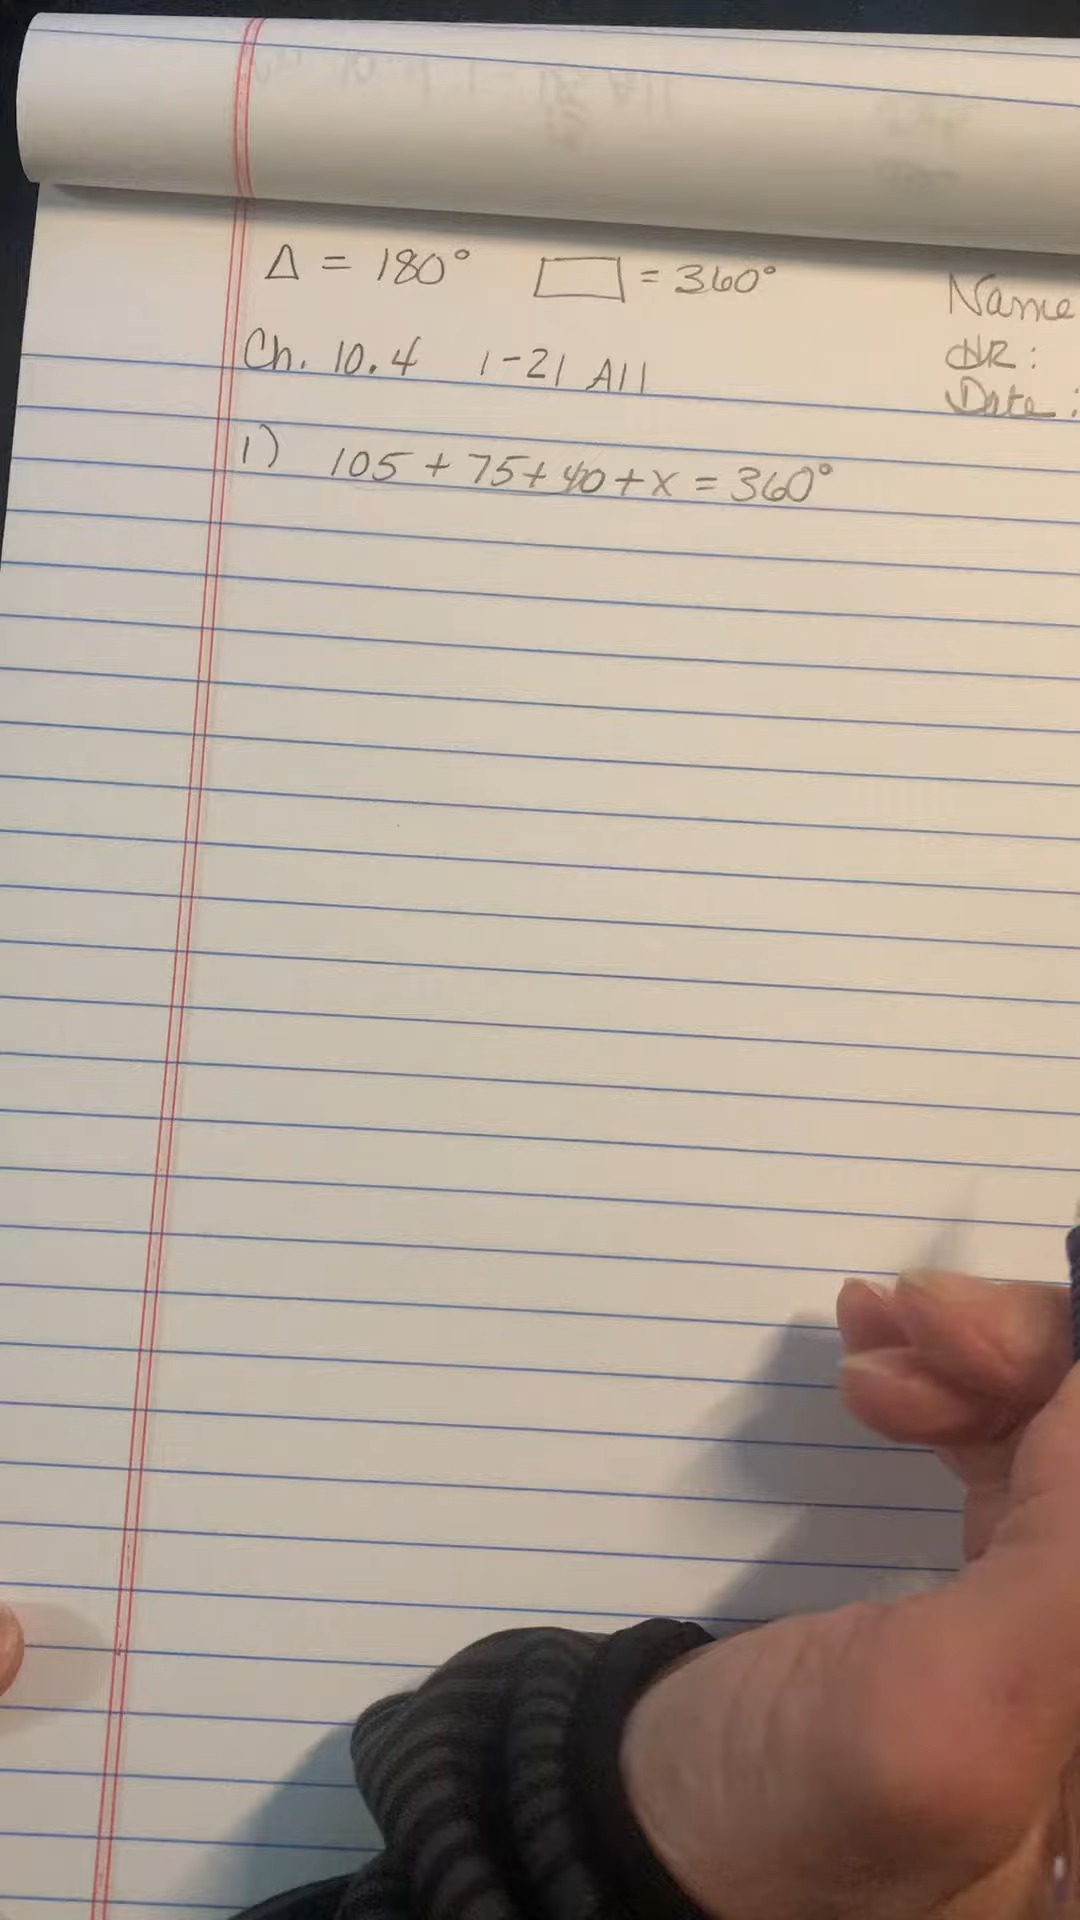 Δ = 180° ▭ = 360°
Name
HR:
Date:
Ch. 10.4 1-21 All
1) 105 + 75 + 40 + x = 360°